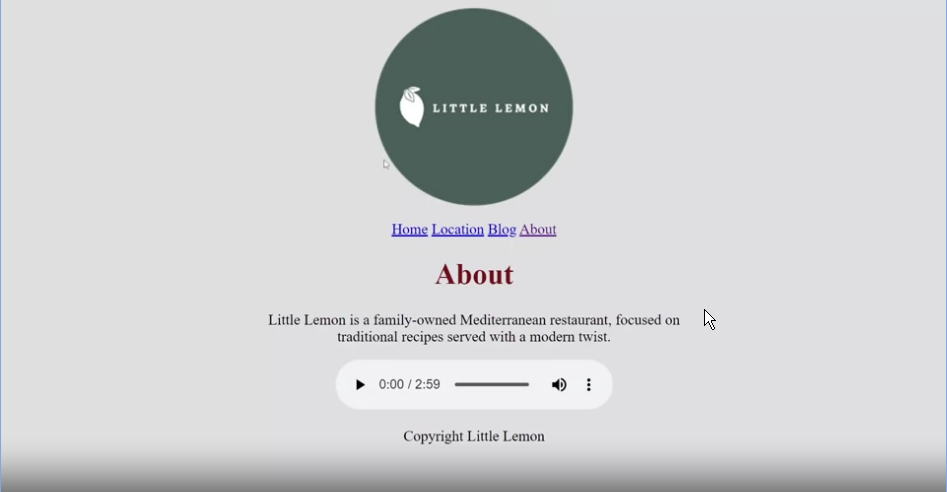 LITTLE LEMON
Home Location Blog About
About
Little Lemon is a family-owned Mediterranean restaurant, focused on
traditional recipes served with a modern twist.
0:00 / 2:59
Copyright Little Lemon